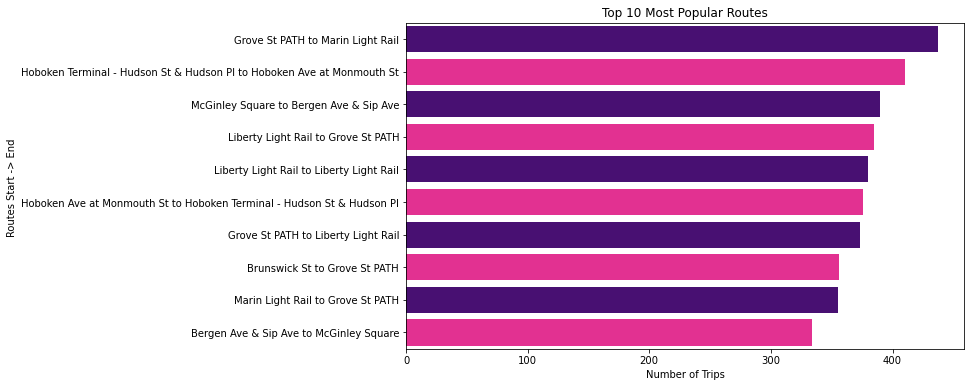 Top 10 Most Popular Routes
Routes Start -> End
Grove St PATH to Marin Light Rail
Hoboken Terminal - Hudson St & Hudson Pl to Hoboken Ave at Monmouth St
McGinley Square to Bergen Ave & Sip Ave
Liberty Light Rail to Grove St PATH
Liberty Light Rail to Liberty Light Rail
Hoboken Ave at Monmouth St to Hoboken Terminal - Hudson St & Hudson Pl
Grove St PATH to Liberty Light Rail
Brunswick St to Grove St PATH
Marin Light Rail to Grove St PATH
Bergen Ave & Sip Ave to McGinley Square
0 100 200 300 400
Number of Trips